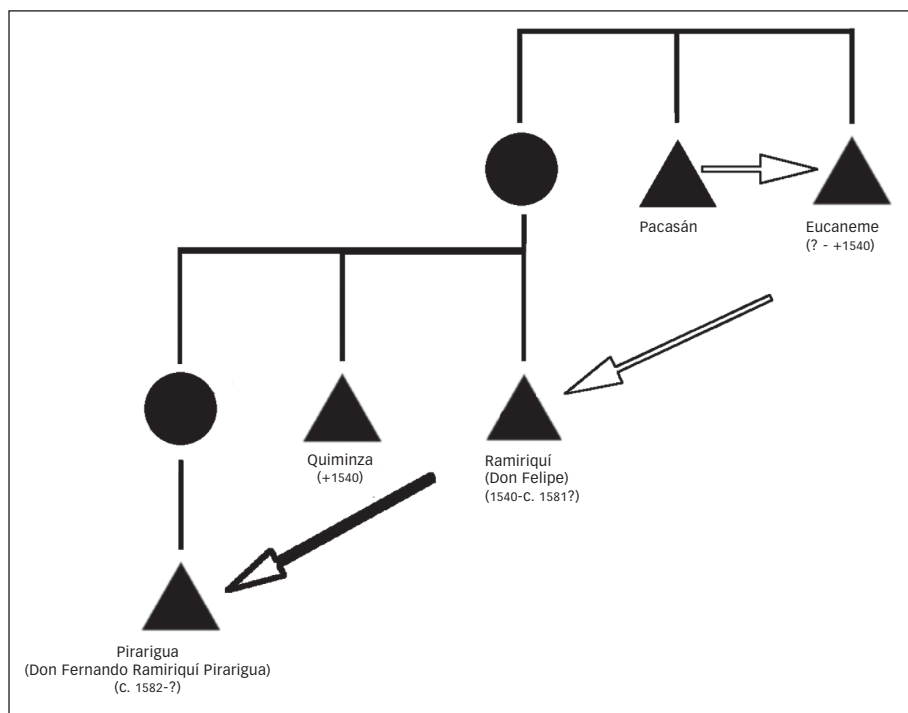 Pacasán
Eucaneme
(? - +1540)
Quiminza
(+1540)
Ramiriquí
(Don Felipe)
(1540-c. 1581?)
Pirarigua
(Don Fernando Ramiriquí Pirarigua)
(c. 1582-?)